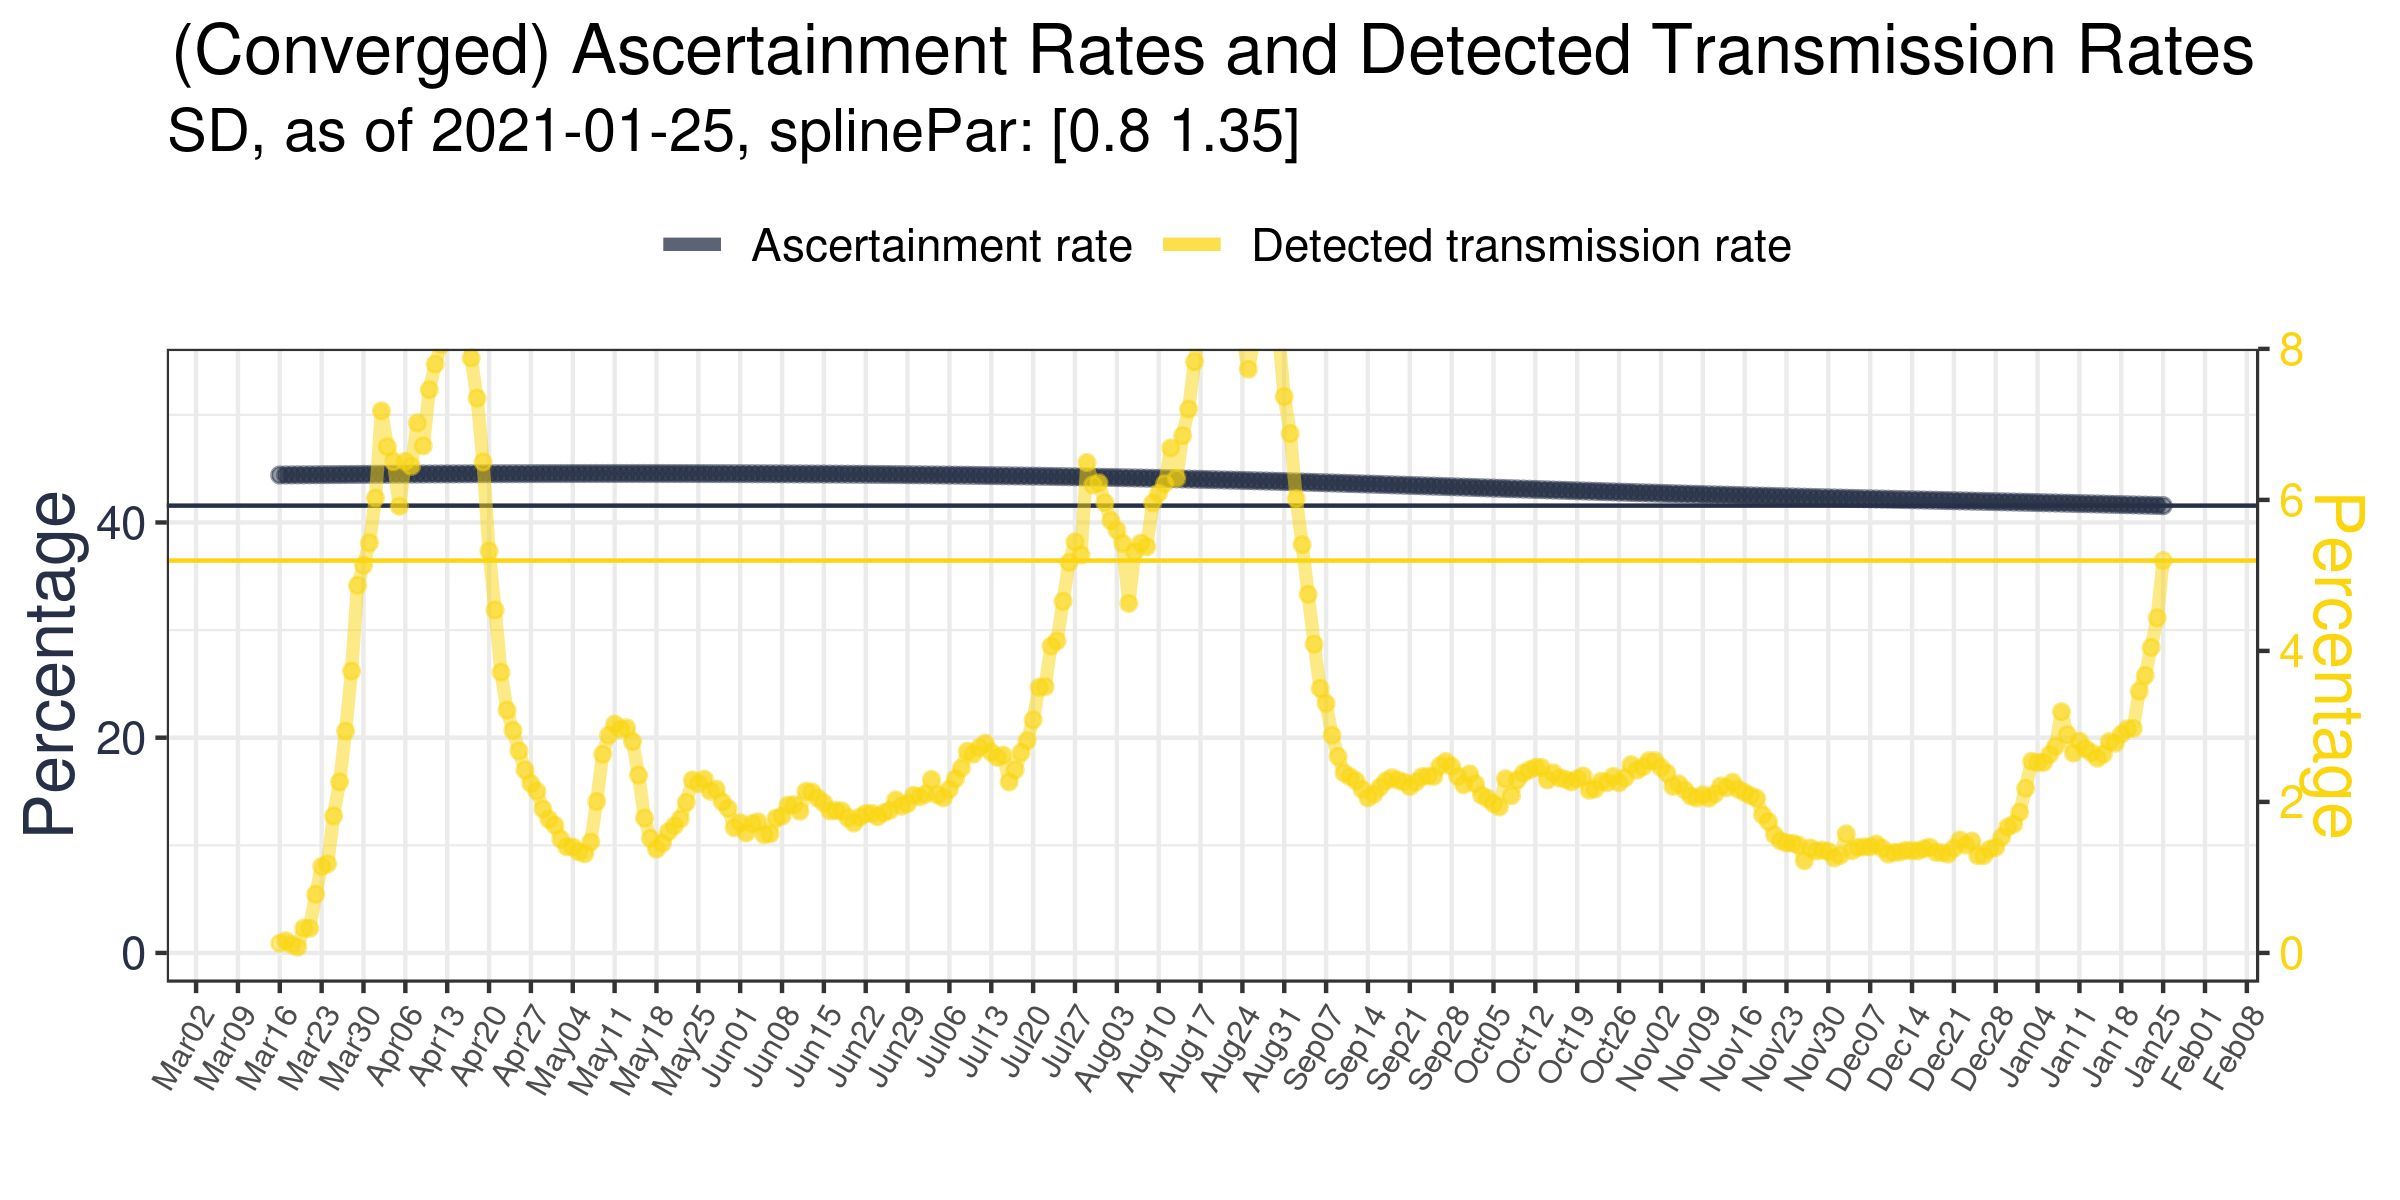 (Converged) Ascertainment Rates and Detected Transmission Rates
SD, as of 2021-01-25, splinePar: [0.8 1.35]
Ascertainment rate Detected transmission rate
Percentage
40
20
0
8
6
4
2
0
Percentage
Mar02 Mar09 Mar16 Mar23 Mar30 Apr06 Apr13 Apr20 Apr27 May04 May11 May18 May25 Jun01 Jun08 Jun15 Jun22 Jun29 Jul06 Jul13 Jul20 Jul27 Aug03 Aug10 Aug17 Aug24 Aug31 Sep07 Sep14 Sep21 Sep28 Oct05 Oct12 Oct19 Oct26 Nov02 Nov09 Nov16 Nov23 Nov30 Dec07 Dec14 Dec21 Dec28 Jan04 Jan11 Jan18 Jan25 Feb01 Feb08